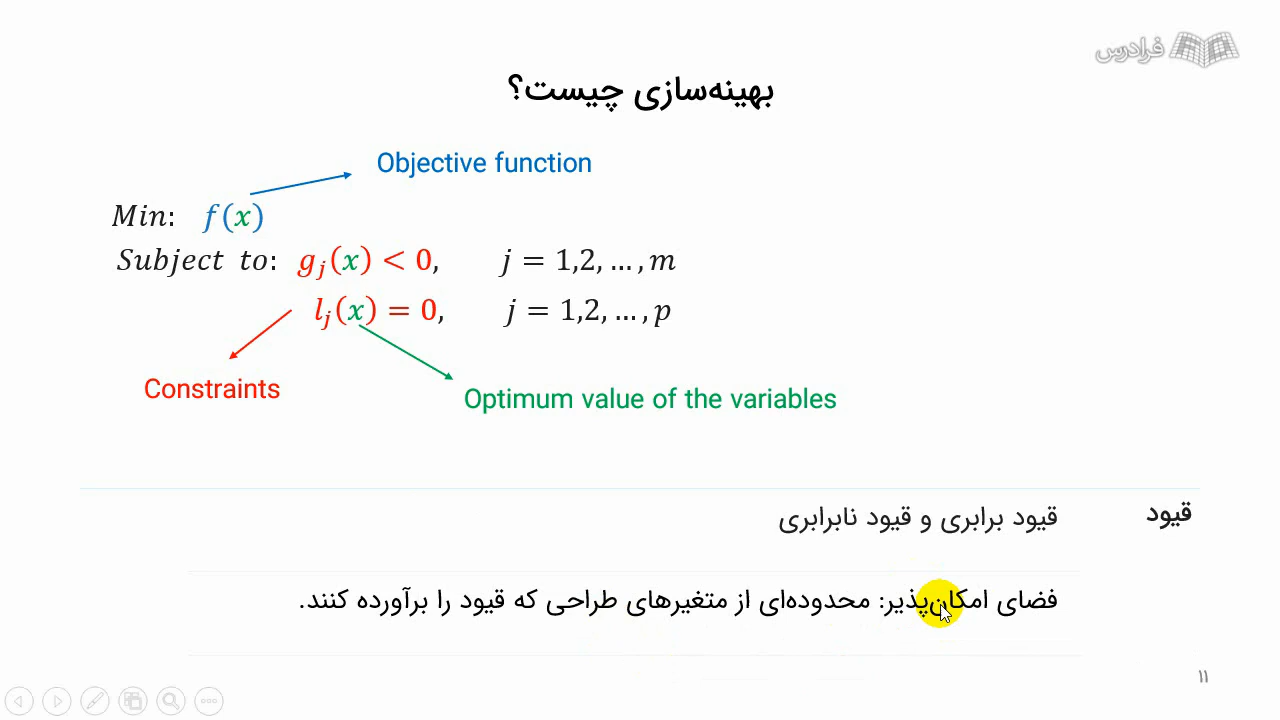 فرادرس
بهینه‌سازی چیست؟
Objective function
Min: f(x)
Subject to: gj(x) < 0, j = 1,2, … , m
lj(x) = 0, j = 1,2, … , p
Constraints
Optimum value of the variables
قیود
قیود برابری و قیود نابرابری
فضای امکان‌پذیر: محدوده‌ای از متغیرهای طراحی که قیود را برآورده کنند.
۱۱